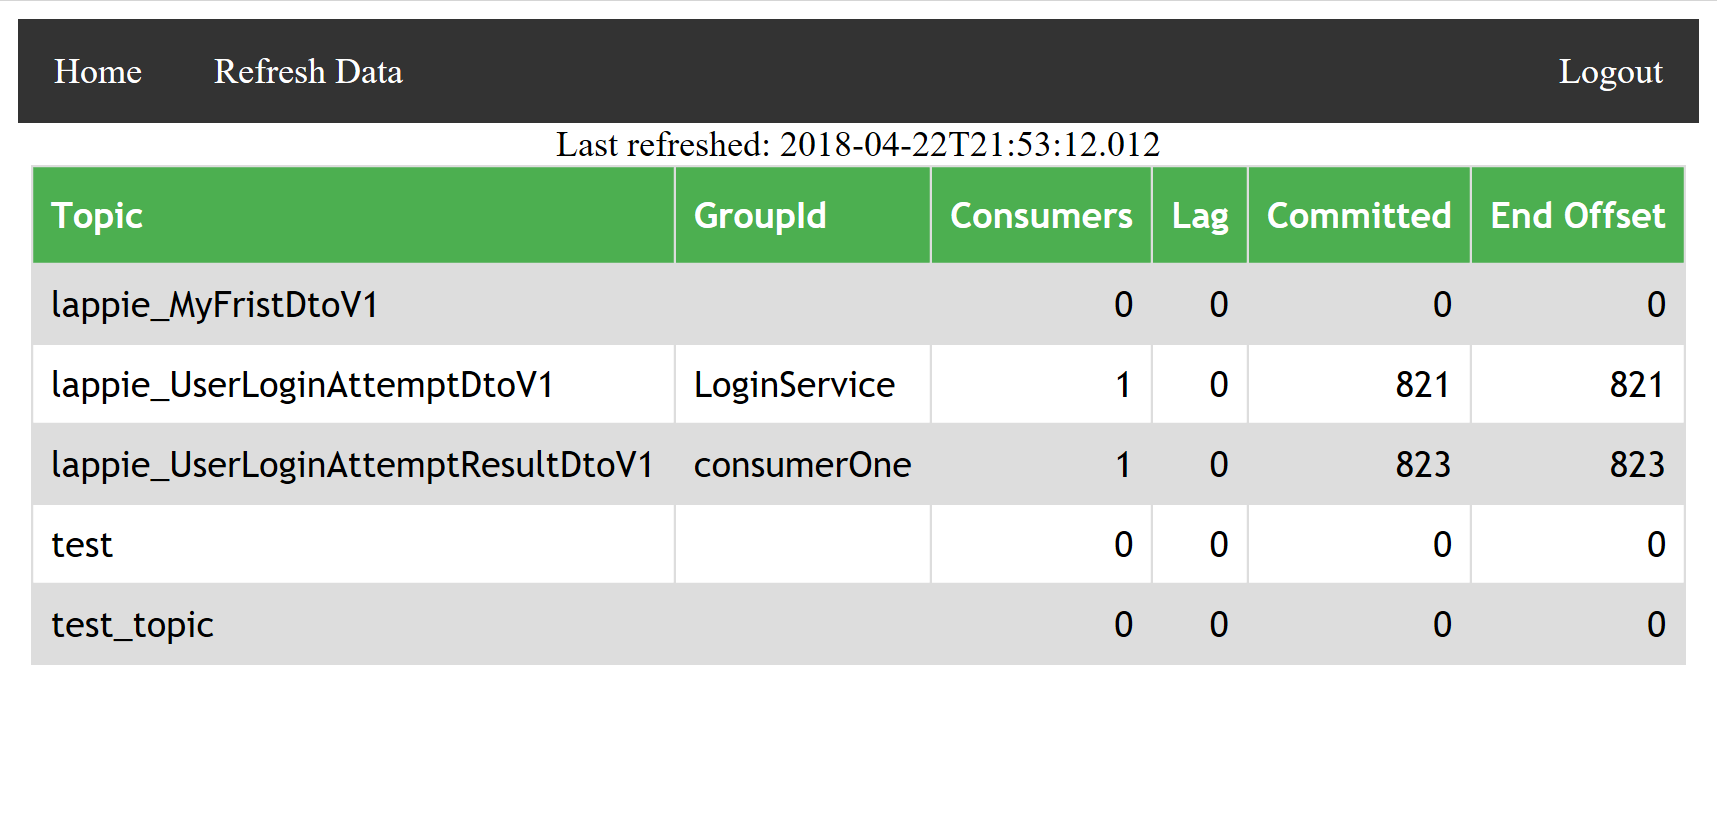 Home Refresh Data Logout
Last refreshed: 2018-04-22T21:53:12.012
Topic GroupId Consumers Lag Committed End Offset
lappie_MyFristDtoV1 0 0 0 0
lappie_UserLoginAttemptDtoV1 LoginService 1 0 821 821
lappie_UserLoginAttemptResultDtoV1 consumerOne 1 0 823 823
test 0 0 0 0
test_topic 0 0 0 0